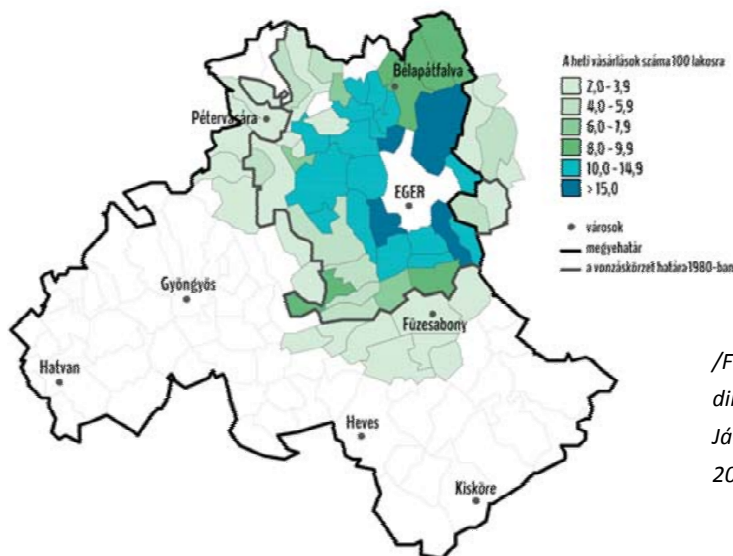 A heti vásárlások száma 100 lakosra
2,0 - 3,9
4,0 - 5,9
6,0 - 7,9
8,0 - 9,9
10,0 - 14,9
> 15,0
városok
megyehatár
a vonzáskörzet határa 1980-ban
Bélapátfalva
Pétervására
EGER
Gyöngyös
Füzesabony
Hatvan
Heves
Kisköre
/F
Já
20